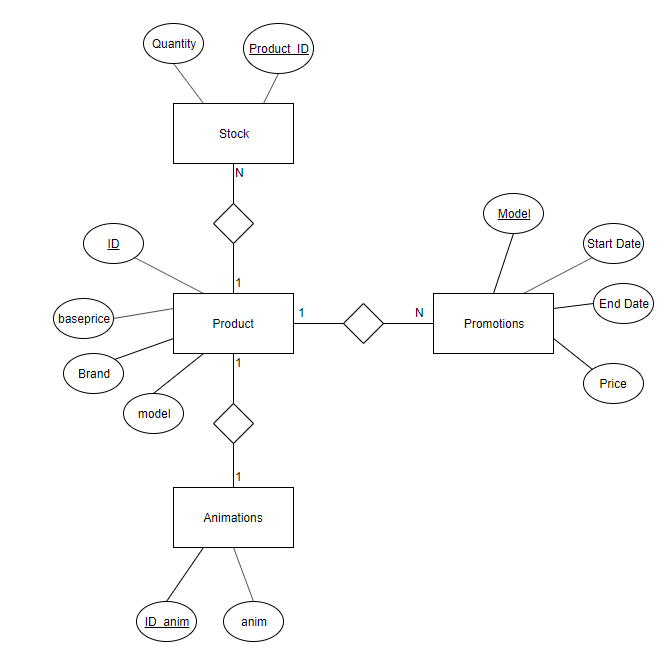 Quantity
Product_ID
Stock
N
Model
ID
Start Date
1
End Date
baseprice
Product
1
N
Promotions
Brand
1
Price
model
1
Animations
ID_anim
anim